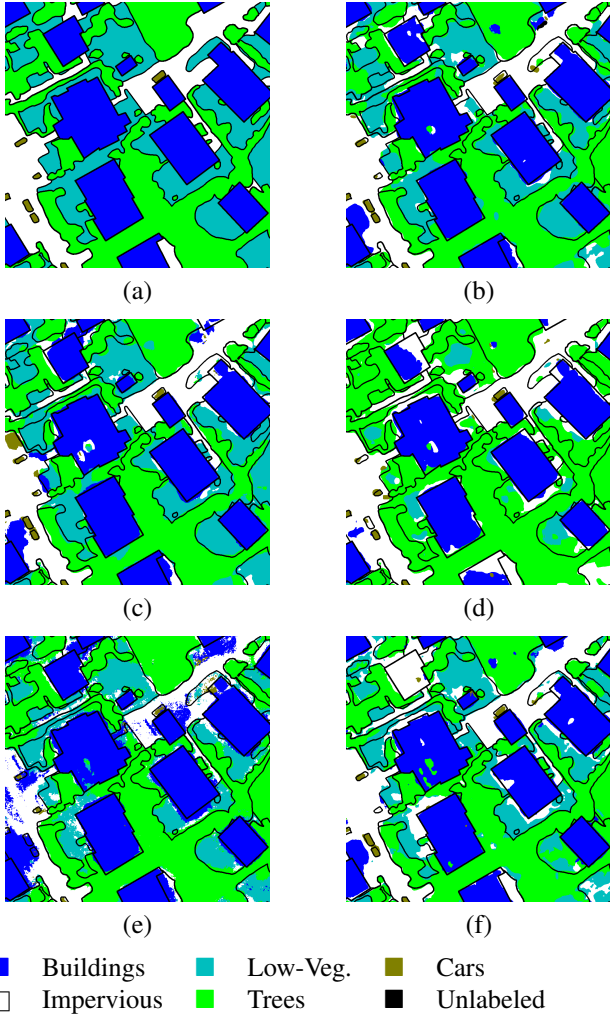 (a) (b)
(c) (d)
(e) (f)
Buildings Low-Veg. Cars
Impervious Trees Unlabeled